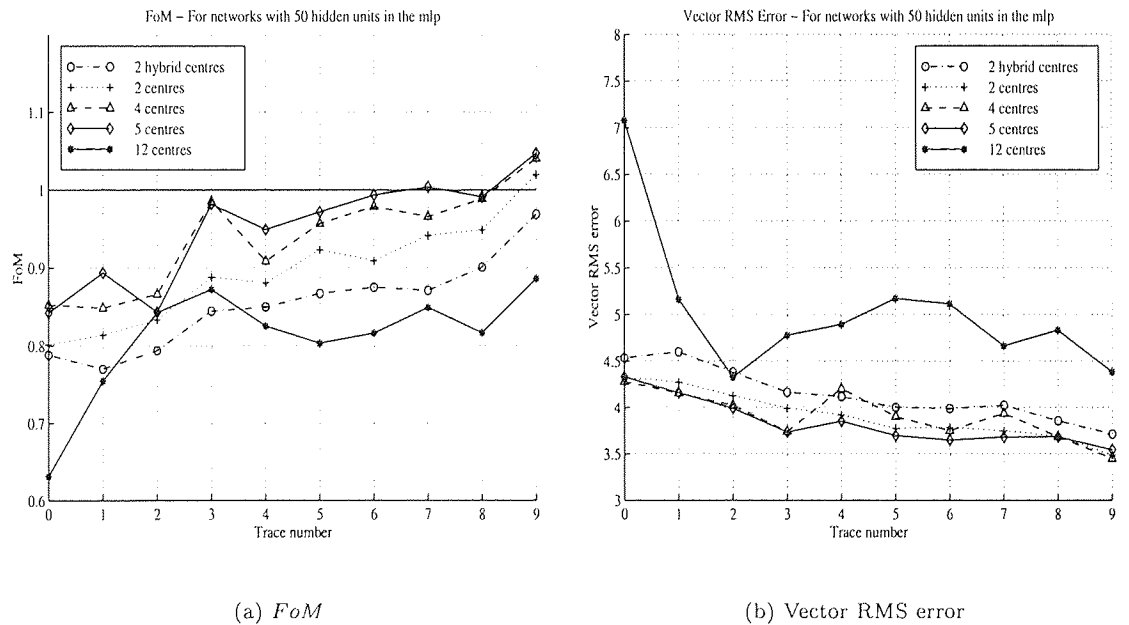 FoM – For networks with 50 hidden units in the mlp
2 hybrid centres
2 centres
4 centres
5 centres
12 centres
1.1
1
0.9
0.8
0.7
0.6
FoM
0 1 2 3 4 5 6 7 8 9
Trace number
(a) FoM
Vector RMS Error – For networks with 50 hidden units in the mlp
2 hybrid centres
2 centres
4 centres
5 centres
12 centres
8
7.5
7
6.5
6
5.5
5
4.5
4
3.5
3
Vector RMS error
0 1 2 3 4 5 6 7 8 9
Trace number
(b) Vector RMS error